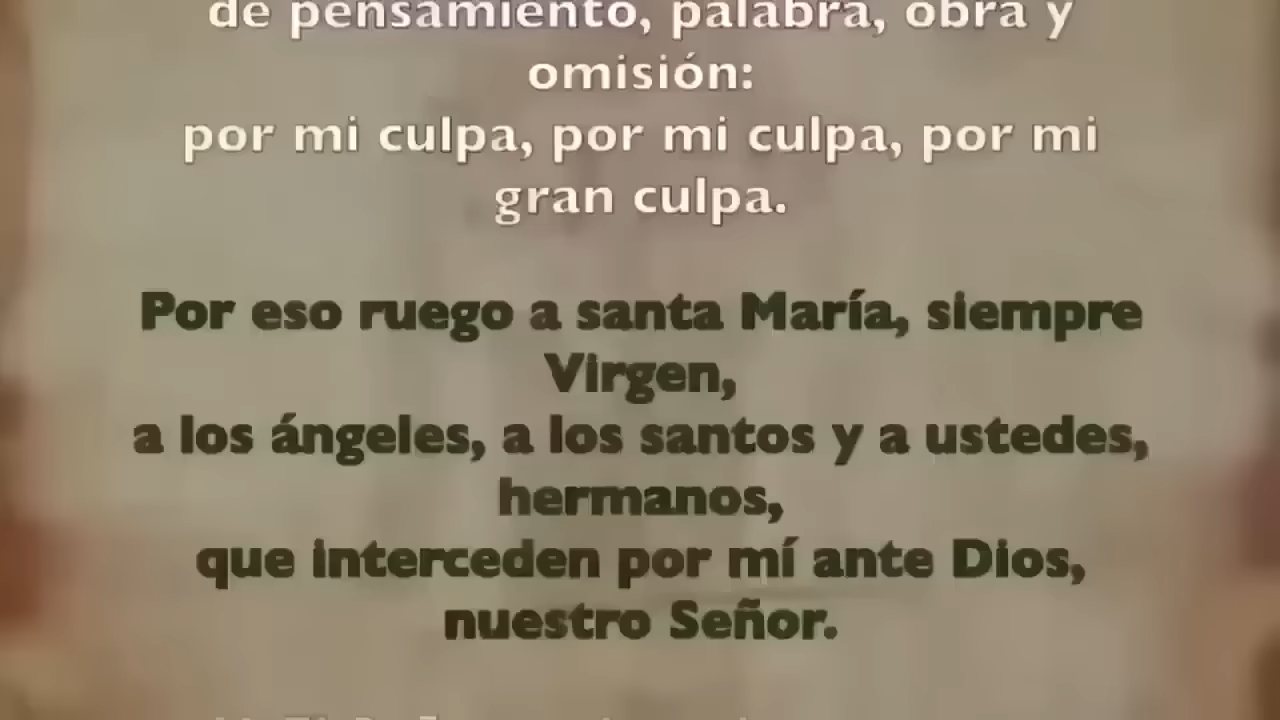 de pensamiento, palabra, obra y
omisión:
por mi culpa, por mi culpa, por mi
gran culpa.
Por eso ruego a santa María, siempre
Virgen,
a los ángeles, a los santos y a ustedes,
hermanos,
que interceden por mí ante Dios,
nuestro Señor.